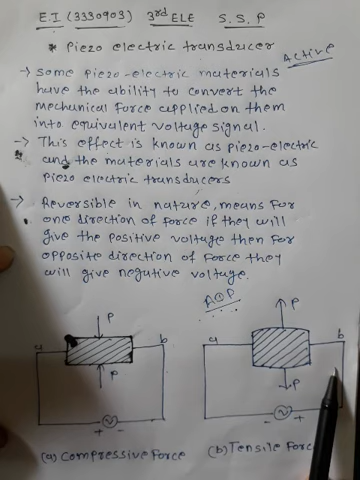 E.I (3330903) 3rd ELE S.S.P
* Piezo electric transducer Active
→ Some piezo-electric materials
have the ability to convert the
mechanical force applied on them
into equivalent voltage signal.
→ This effect is known as piezo-electric
and the materials are known as
piezo electric transducers
→ Reversible in nature, means for
one direction of force if they will
give the positive voltage then for
opposite direction of force they
will give negative voltage.
AOP
P P
a b a b
P P
+ - - +
(a) compressive force (b) Tensile Force